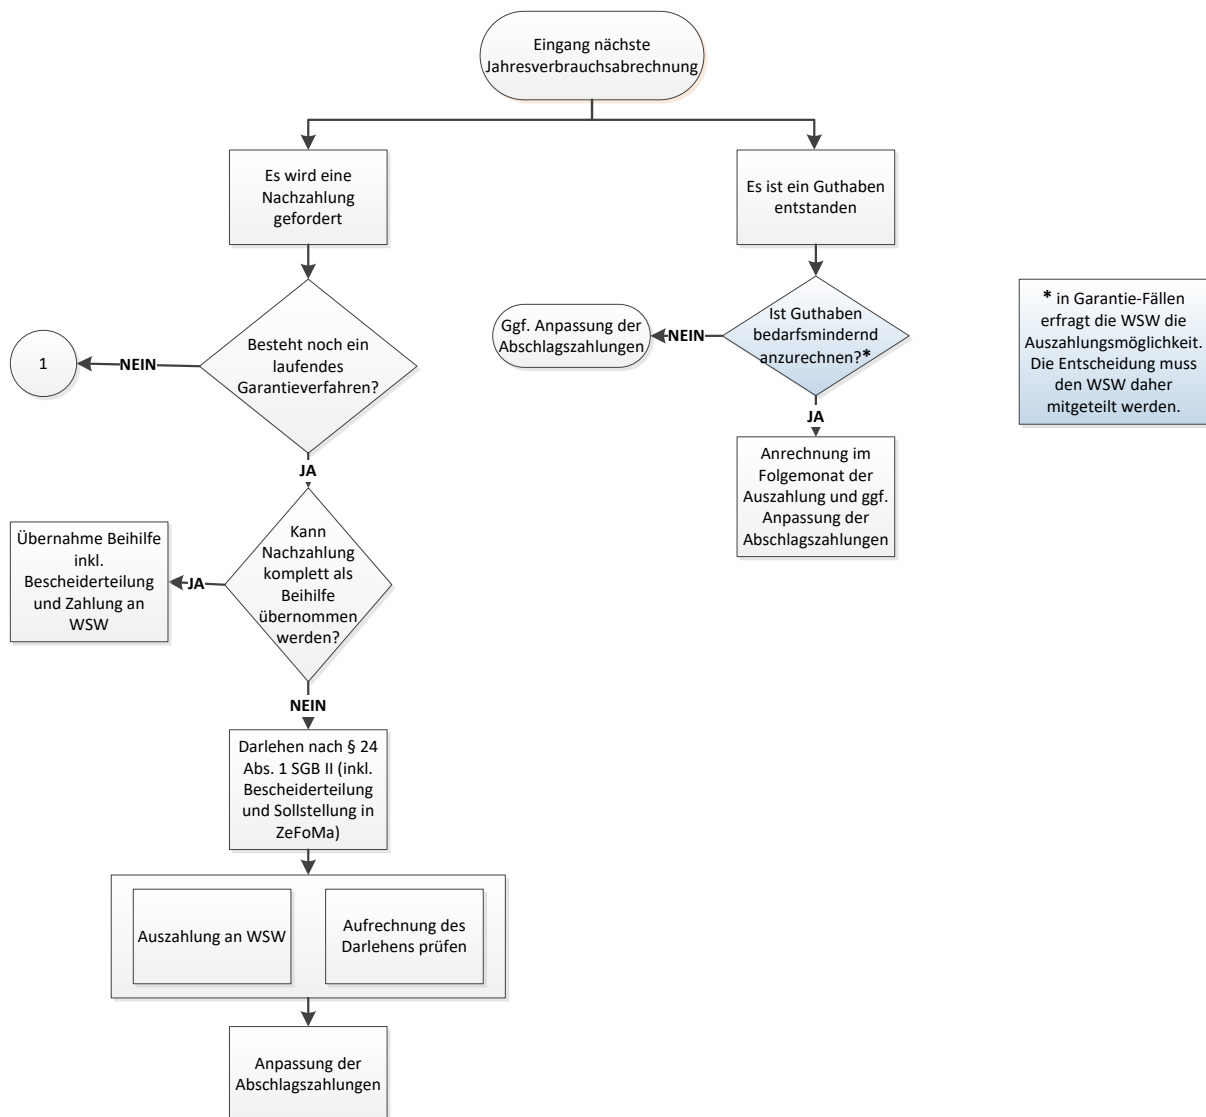 Eingang nächste
Jahresverbrauchsabrechnung
Es wird eine
Nachzahlung
gefordert
Es ist ein Guthaben
entstanden
Besteht noch ein
laufendes
Garantieverfahren?
NEIN
1
JA
Ist Guthaben
bedarfsmindernd
anzurechnen?*
NEIN
Ggf. Anpassung der
Abschlagszahlungen
JA
Anrechnung im
Folgemonat der
Auszahlung und ggf.
Anpassung der
Abschlagszahlungen
* in Garantie-Fällen
erfragt die WSW die
Auszahlungsmöglichkeit.
Die Entscheidung muss
den WSW daher
mitgeteilt werden.
Kann
Nachzahlung
komplett als
Beihilfe
übernommen
werden?
JA
Übernahme Beihilfe
inkl.
Bescheiderteilung
und Zahlung an
WSW
NEIN
Darlehen nach § 24
Abs. 1 SGB II (inkl.
Bescheiderteilung
und Sollstellung in
ZeFoMa)
Auszahlung an WSW
Aufrechnung des
Darlehens prüfen
Anpassung der
Abschlagszahlungen